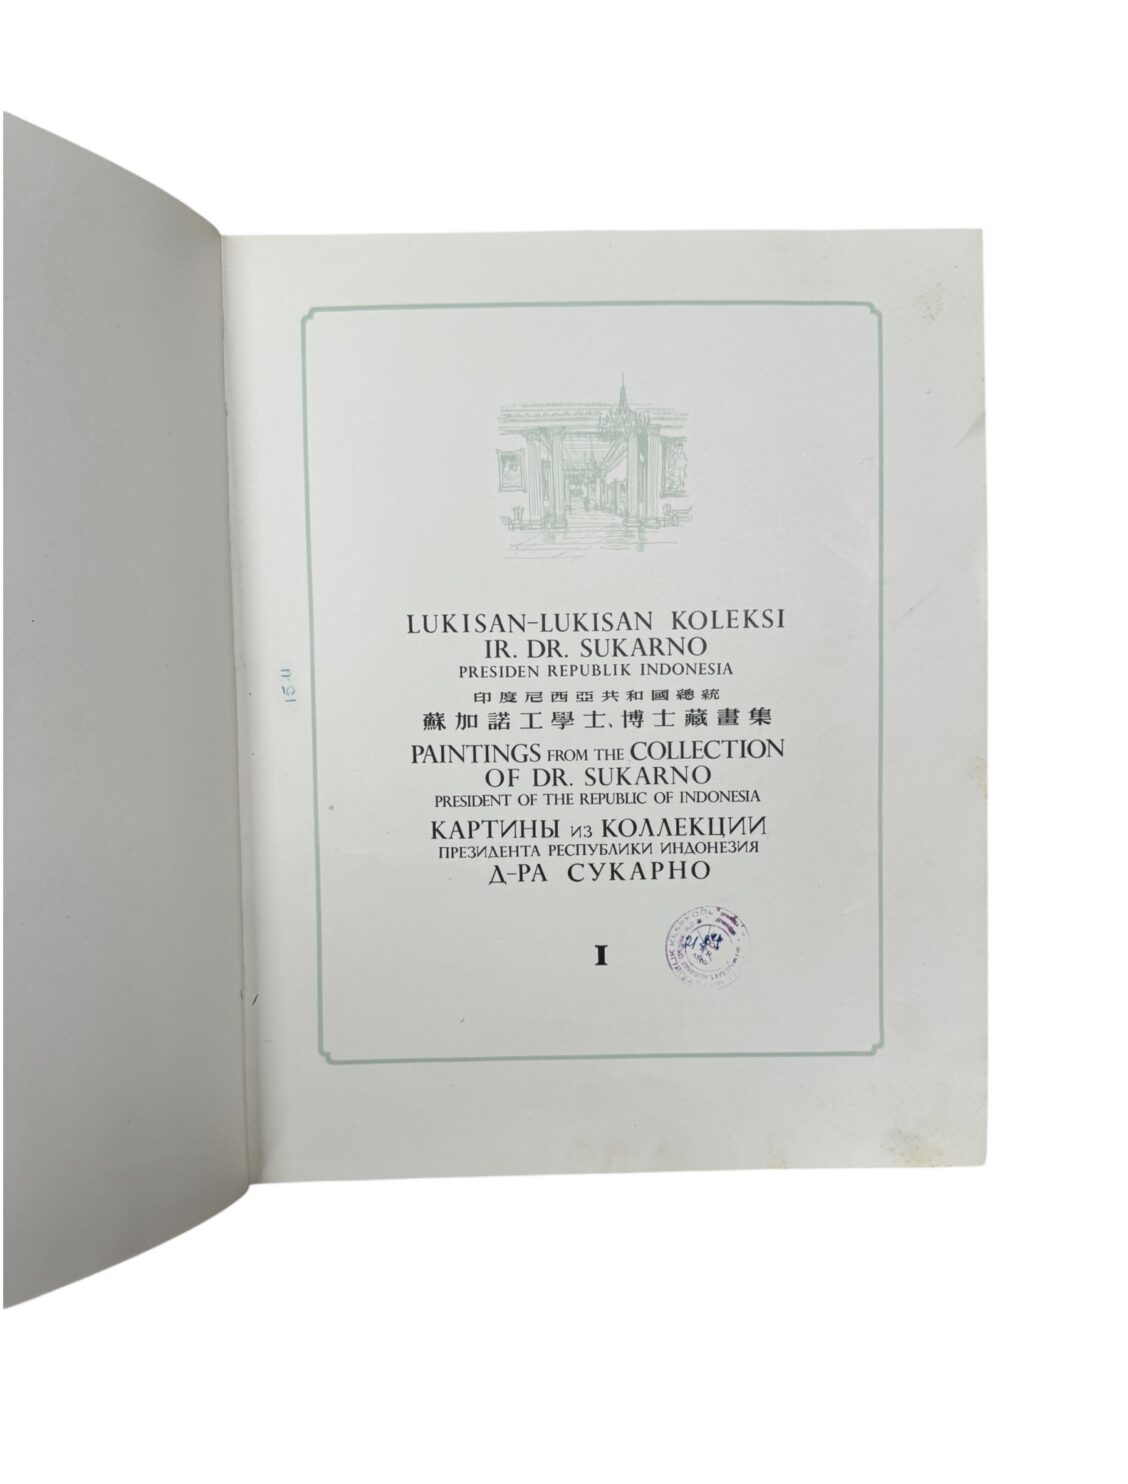 LUKISAN-LUKISAN KOLEKSI
IR. DR. SUKARNO
PRESIDEN REPUBLIK INDONESIA
印度尼西亞共和國總統
蘇加諾工學士、博士藏畫集
PAINTINGS FROM THE COLLECTION
OF DR. SUKARNO
PRESIDENT OF THE REPUBLIC OF INDONESIA
КАРТИНЫ ИЗ КОЛЛЕКЦИИ
ПРЕЗИДЕНТА РЕСПУБЛИКИ ИНДОНЕЗИЯ
Д-РА СУКАРНО
I